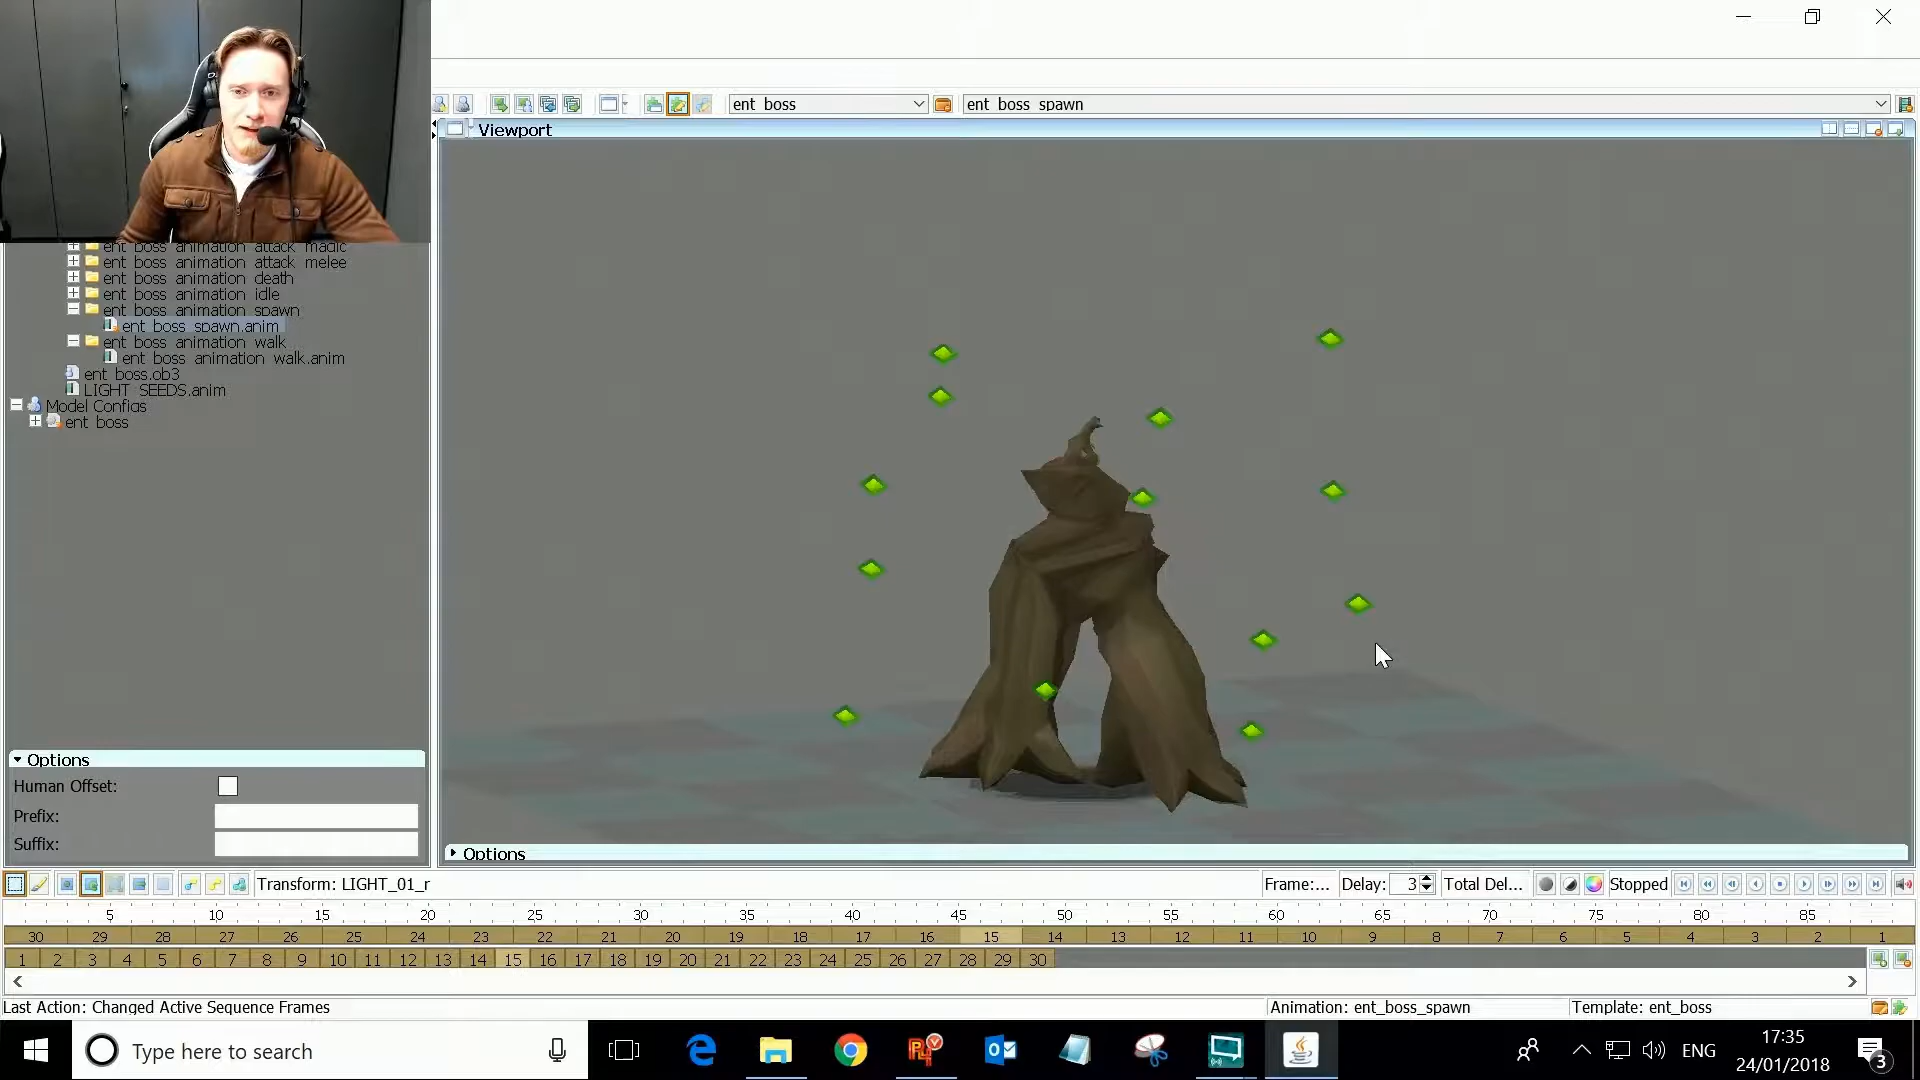 ent boss
ent boss spawn
Viewport
ent boss animation attack magic
ent boss animation attack melee
ent boss animation death
ent boss animation idle
ent boss animation spawn
ent boss spawn.anim
ent boss animation walk
ent boss animation walk.anim
ent boss.ob3
LIGHT SEEDS.anim
Model Configs
ent boss
Options
Human Offset:
Prefix:
Suffix:
Options
Transform: LIGHT_01_r
Frame:... Delay: 3 Total Del... Stopped
5 10 15 20 25 30 35 40 45 50 55 60 65 70 75 80 85
30 29 28 27 26 25 24 23 22 21 20 19 18 17 16 15 14 13 12 11 10 9 8 7 6 5 4 3 2 1
1 2 3 4 5 6 7 8 9 10 11 12 13 14 15 16 17 18 19 20 21 22 23 24 25 26 27 28 29 30
Last Action: Changed Active Sequence Frames
Animation: ent_boss_spawn
Template: ent_boss
Type here to search
ENG
17:35
24/01/2018
3